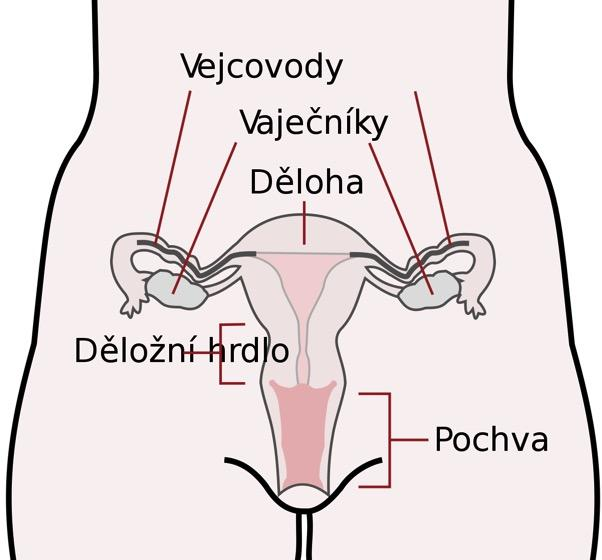 Vejcovody
Vaječníky
Děloha
Děložní hrdlo
Pochva